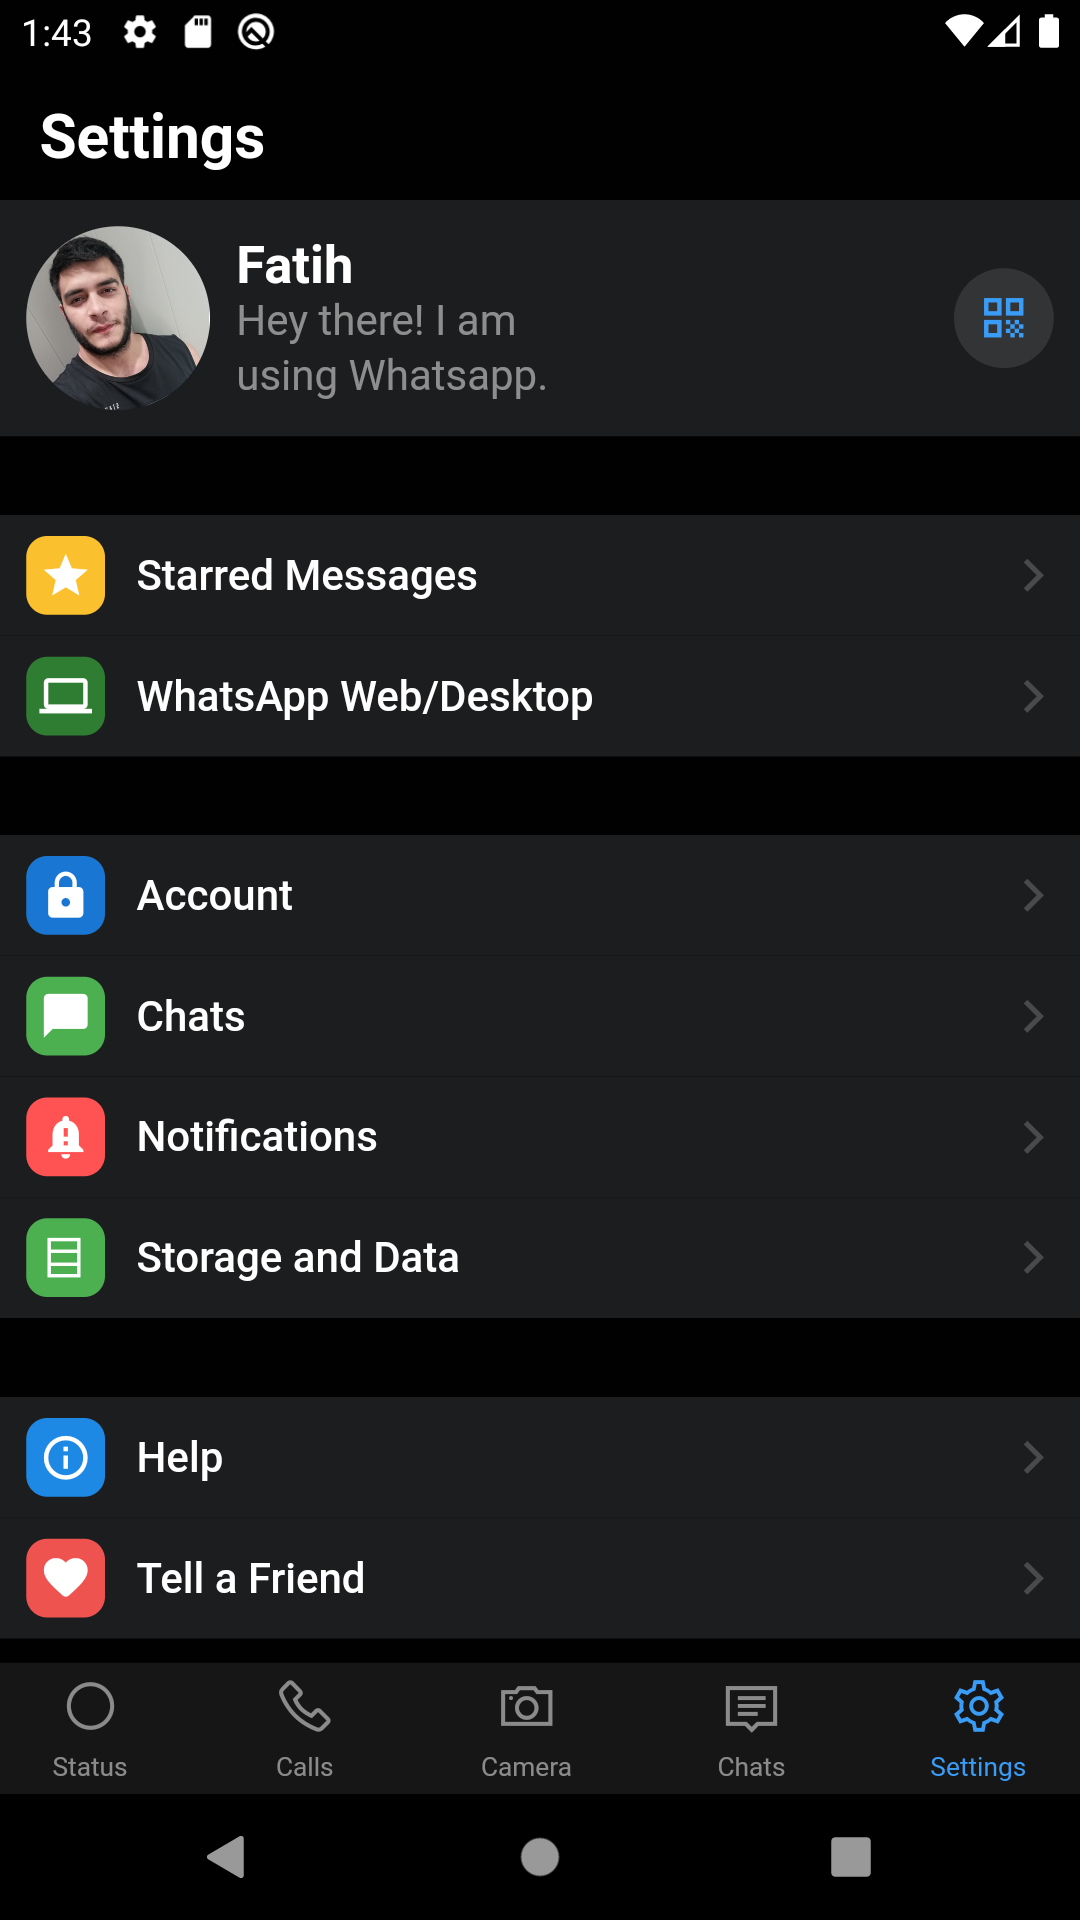 1:43
Settings
Fatih
Hey there! I am
using Whatsapp.
Starred Messages
WhatsApp Web/Desktop
Account
Chats
Notifications
Storage and Data
Help
Tell a Friend
Status
Calls
Camera
Chats
Settings